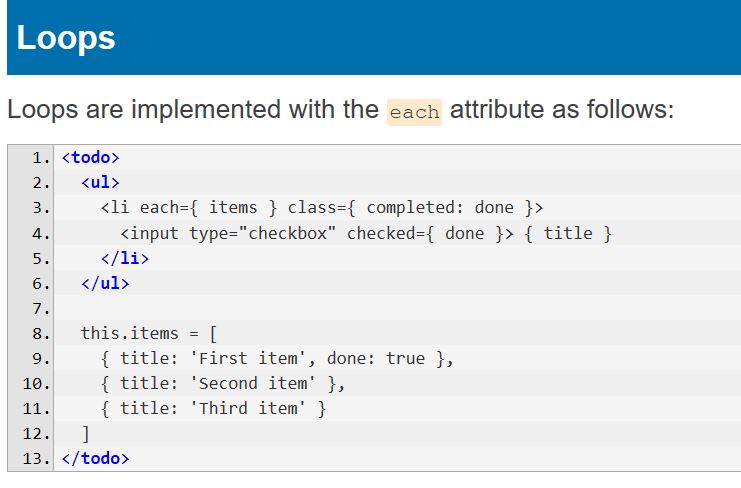 Loops
Loops are implemented with the each attribute as follows:
1. <todo>
2.   <ul>
3.     <li each={ items } class={ completed: done }>
4.       <input type="checkbox" checked={ done }> { title }
5.     </li>
6.   </ul>
7.
8.   this.items = [
9.     { title: 'First item', done: true },
10.     { title: 'Second item' },
11.     { title: 'Third item' }
12.   ]
13. </todo>